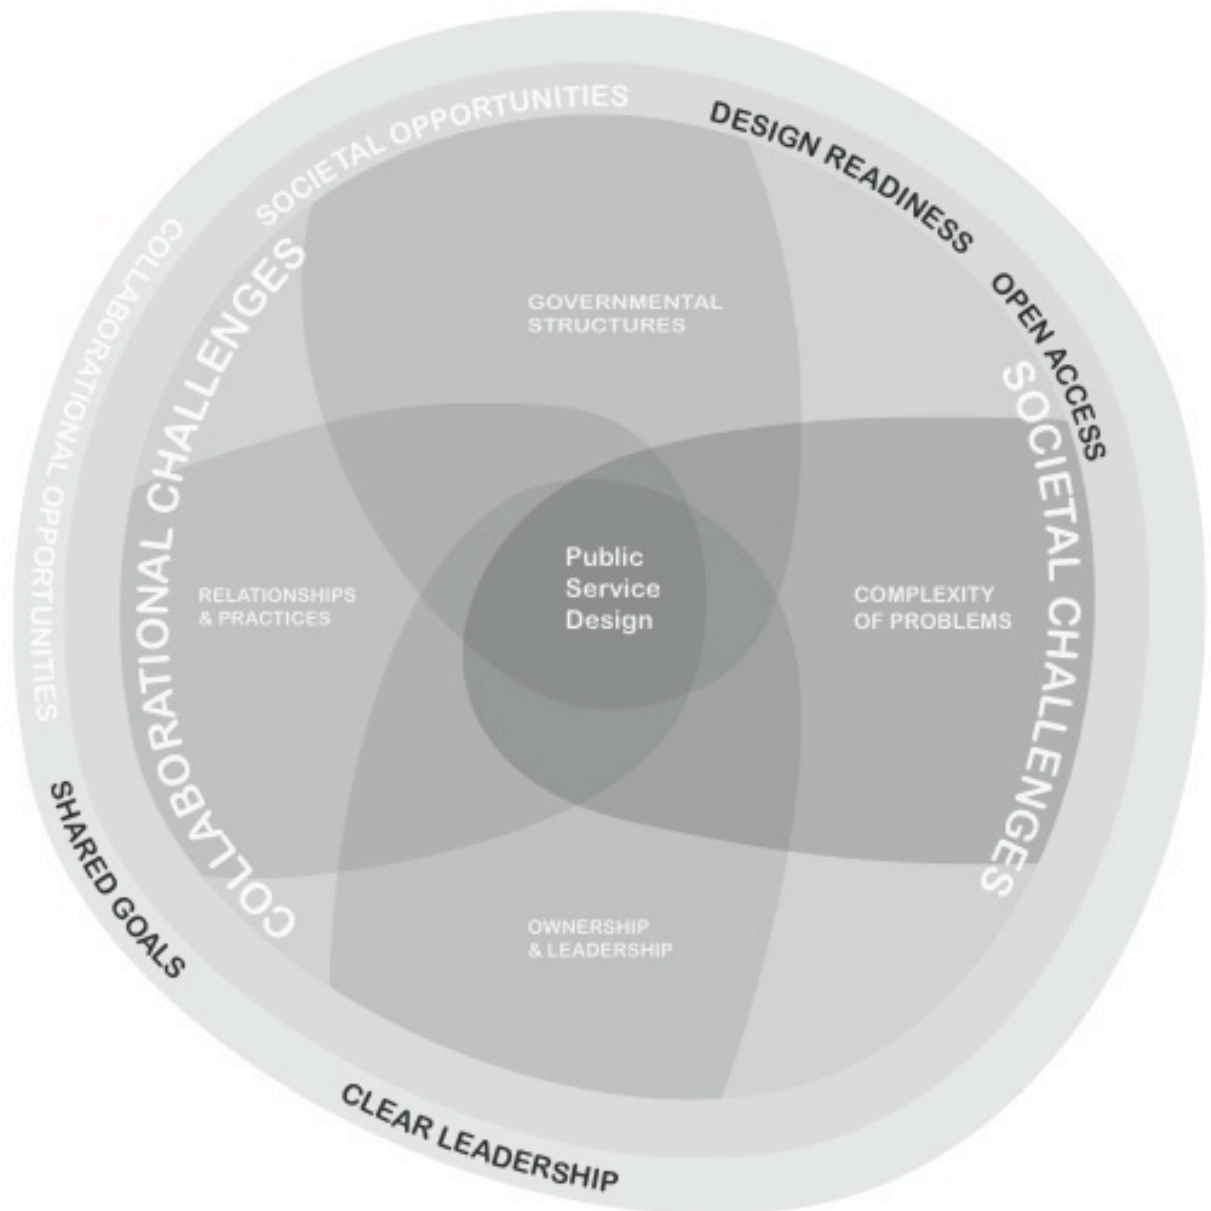 SOCIETAL OPPORTUNITIES
DESIGN READINESS
COLLABORATIONAL OPPORTUNITIES
COLLABORATIONAL CHALLENGES
OPEN ACCESS
SOCIETAL CHALLENGES
GOVERNMENTAL
STRUCTURES
RELATIONSHIPS
& PRACTICES
Public
Service
Design
COMPLEXITY
OF PROBLEMS
OWNERSHIP
& LEADERSHIP
SHARED GOALS
CLEAR LEADERSHIP